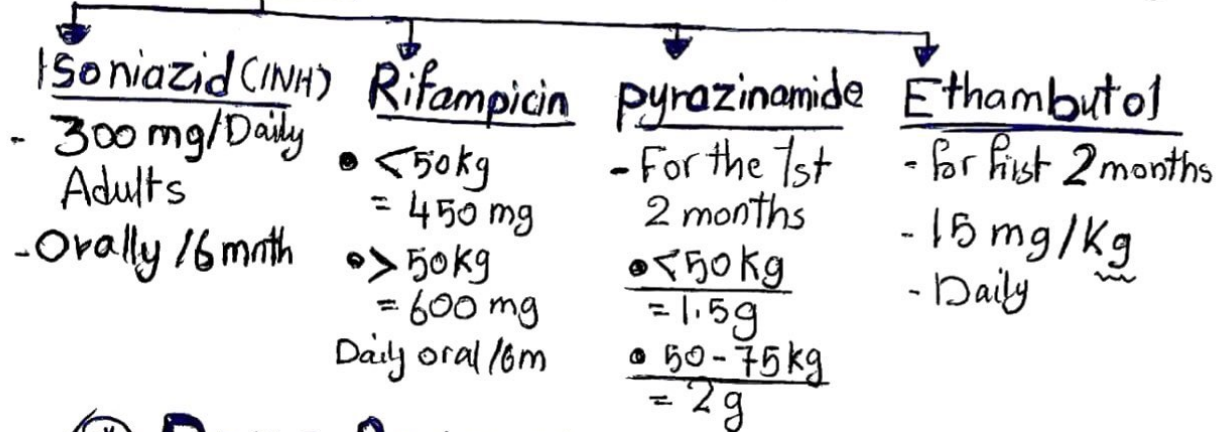 Isoniazid (INH)
- 300 mg/Daily
Adults
- Orally /6 mnth
Rifampicin
• <50kg
= 450 mg
• > 50kg
= 600 mg
Daily oral /6m
pyrazinamide
- For the 1st
2 months
• <50 kg
= 1.5g
• 50-75kg
= 2g
Ethambutol
- for first 2 months
- 15 mg/Kg
- Daily